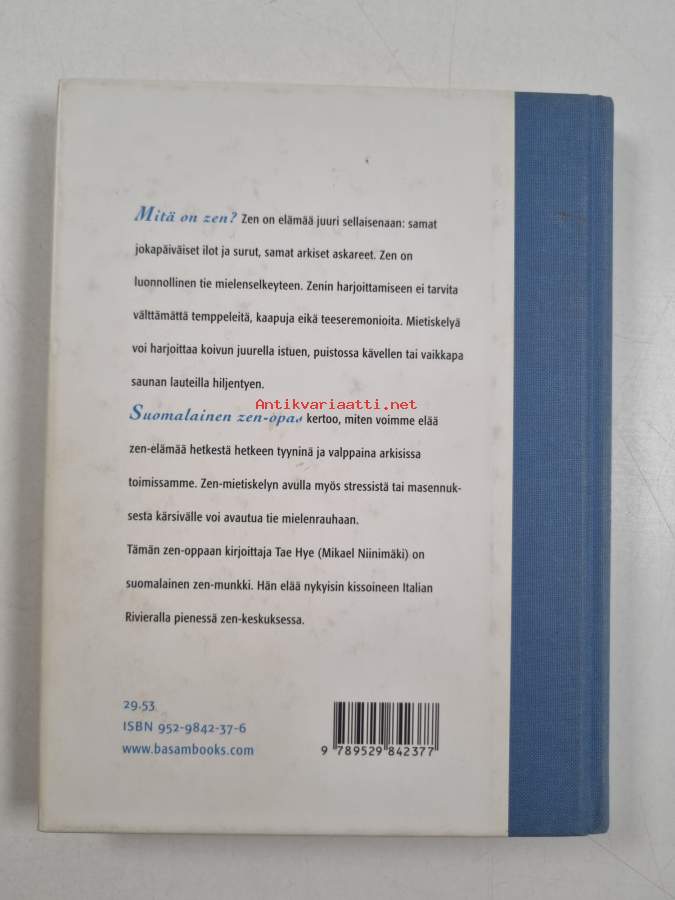 Mitä on zen? Zen on elämää juuri sellaisenaan: samat
jokapäiväiset ilot ja surut, samat arkiset askareet. Zen on
luonnollinen tie mielenselkeyteen. Zenin harjoittamiseen ei tarvita
välttämättä temppeleitä, kaapuja eikä teeseremonioita. Mietiskelyä
voi harjoittaa koivun juurella istuen, puistossa kävellen tai vaikkapa
saunan lauteilla hiljentyen.
Antikvariaatti.net
Suomalainen zen-opas kertoo, miten voimme elää
zen-elämää hetkestä hetkeen tyyninä ja valppaina arkisissa
toimissamme. Zen-mietiskelyn avulla myös stressistä tai masennuk-
sesta kärsivälle voi avautua tie mielenrauhaan.
Tämän zen-oppaan kirjoittaja Tae Hye (Mikael Niinimäki) on
suomalainen zen-munkki. Hän elää nykyisin kissoineen Italian
Rivieralla pienessä zen-keskuksessa.
29.53
ISBN 952-9842-37-6
www.basambooks.com
9 789529 842377